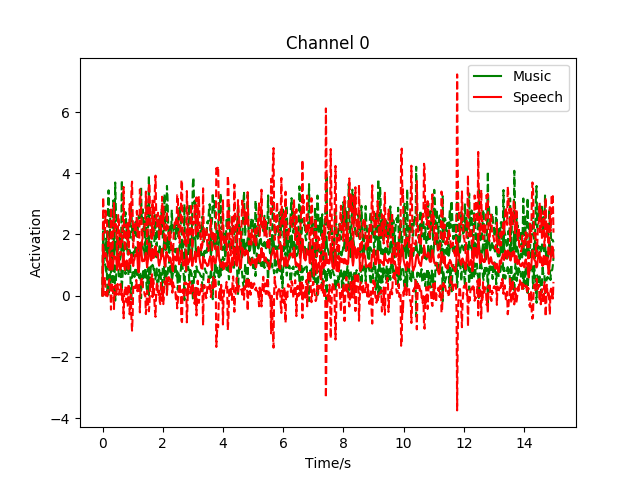 Channel 0
Music
Speech
Activation
6
4
2
0
−2
−4
0 2 4 6 8 10 12 14
Time/s